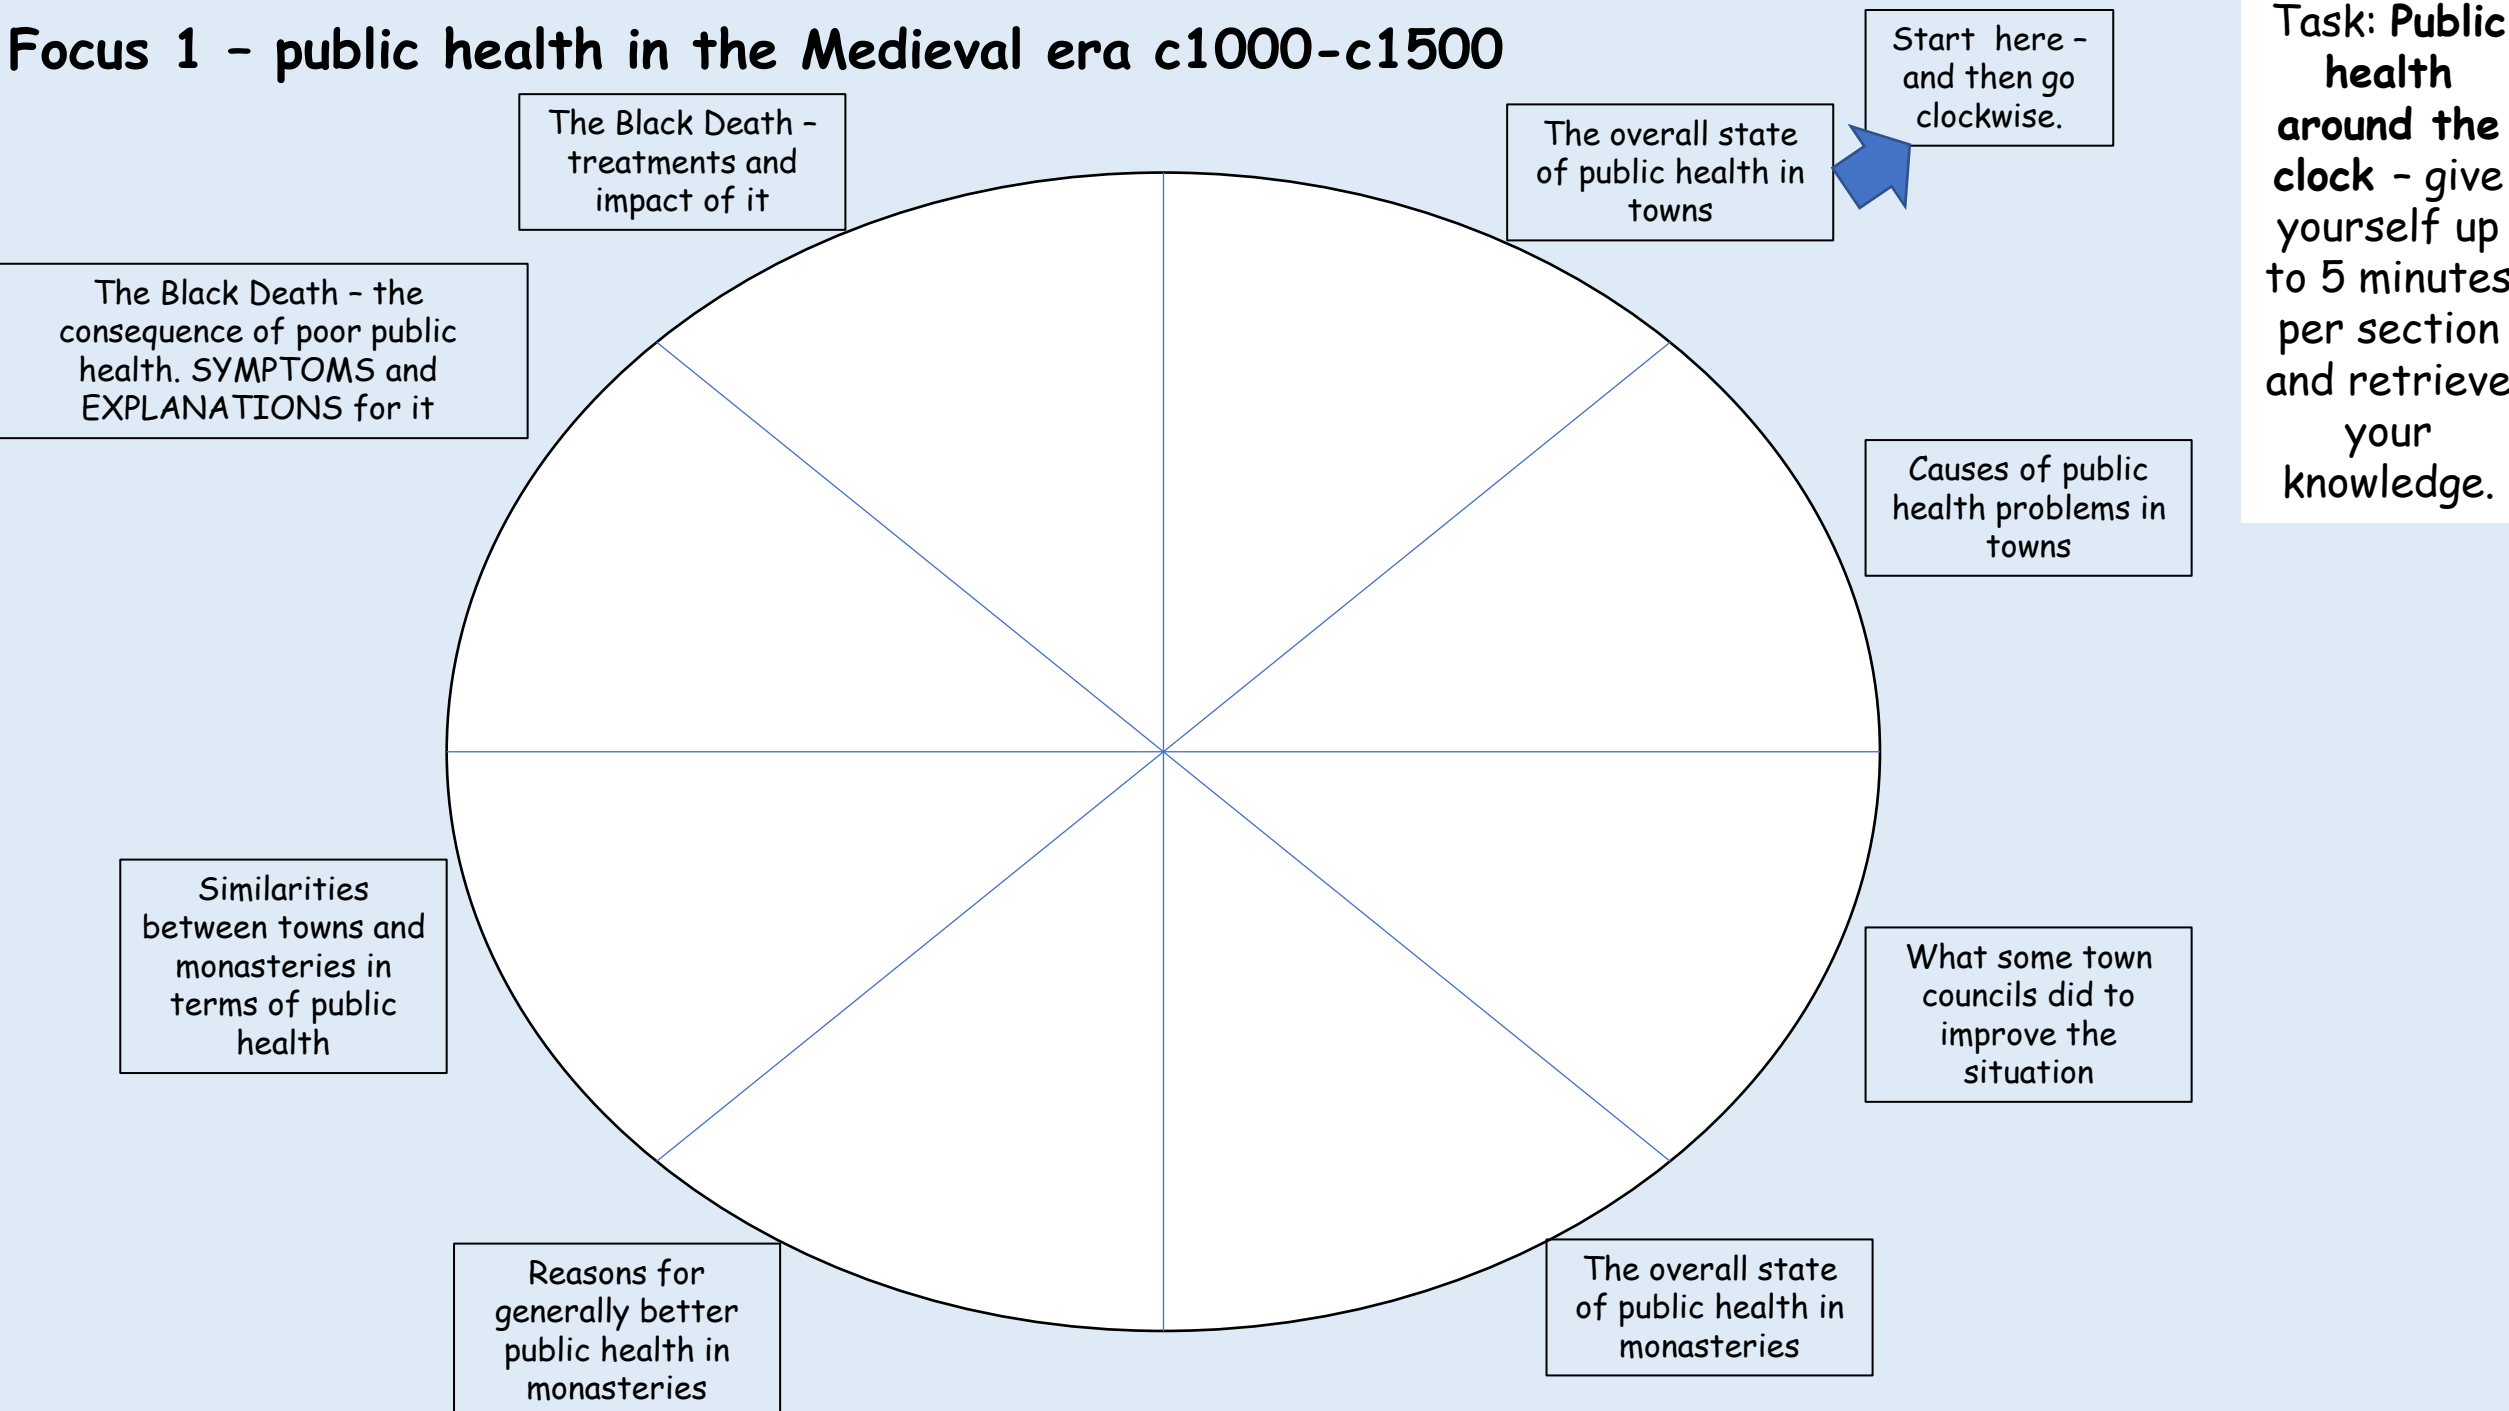 Focus 1 – public health in the Medieval era c1000-c1500
Start here –
and then go
clockwise.
Task: Public
health
around the
clock – give
yourself up
to 5 minutes
per section
and retrieve
your
knowledge.
The overall state
of public health in
towns
Causes of public
health problems in
towns
What some town
councils did to
improve the
situation
The overall state
of public health in
monasteries
Reasons for
generally better
public health in
monasteries
Similarities
between towns and
monasteries in
terms of public
health
The Black Death – the
consequence of poor public
health. SYMPTOMS and
EXPLANATIONS for it
The Black Death –
treatments and
impact of it